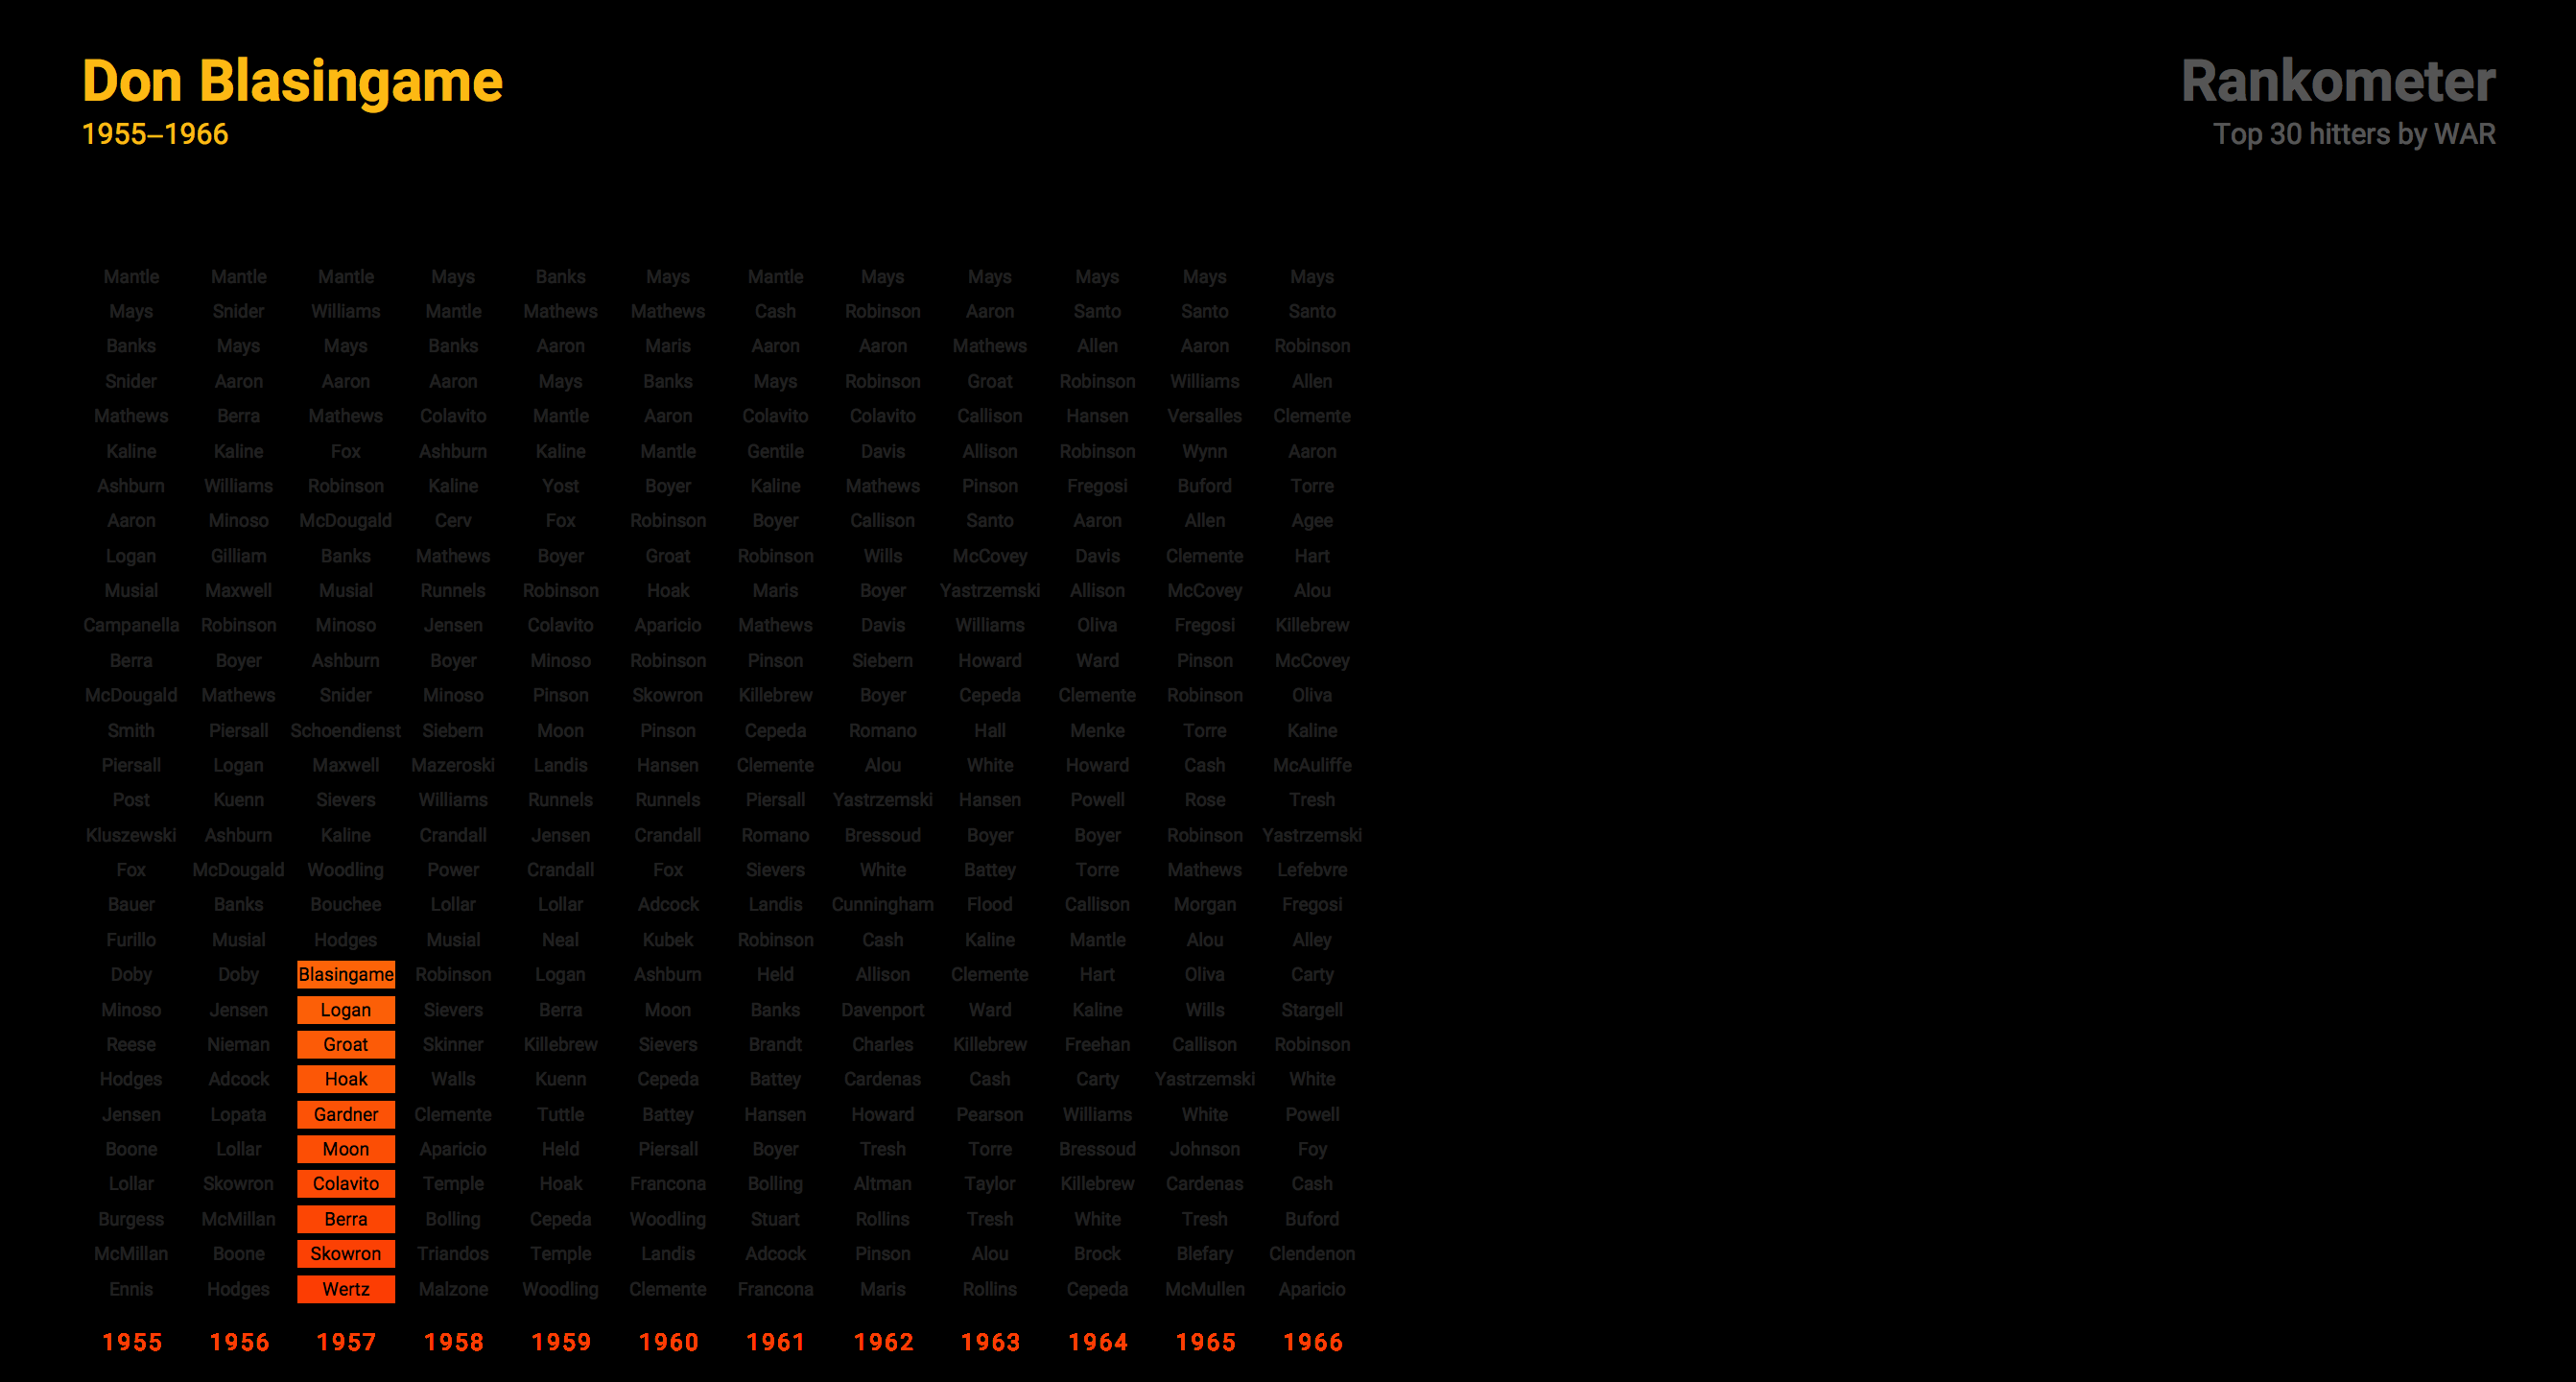 Don Blasingame
1955–1966
Rankometer
Top 30 hitters by WAR
Mantle Mantle Mantle Mays Banks Mays Mantle Mays Mays Mays Mays Mays
Mays Snider Williams Mantle Mathews Mathews Cash Robinson Aaron Santo Santo Santo
Banks Mays Mays Banks Aaron Maris Aaron Aaron Mathews Allen Aaron Robinson
Snider Aaron Aaron Aaron Mays Banks Mays Robinson Groat Robinson Williams Allen
Mathews Berra Mathews Colavito Mantle Aaron Colavito Colavito Callison Hansen Versalles Clemente
Kaline Kaline Fox Ashburn Kaline Mantle Gentile Davis Allison Robinson Wynn Aaron
Ashburn Williams Robinson Kaline Yost Boyer Kaline Mathews Pinson Fregosi Buford Torre
Aaron Minoso McDougald Cerv Fox Robinson Boyer Callison Santo Aaron Allen Agee
Logan Gilliam Banks Mathews Boyer Groat Robinson Wills McCovey Davis Clemente Hart
Musial Maxwell Musial Runnels Robinson Hoak Maris Boyer Yastrzemski Allison McCovey Alou
Campanella Robinson Minoso Jensen Colavito Aparicio Mathews Davis Williams Oliva Fregosi Killebrew
Berra Boyer Ashburn Boyer Minoso Robinson Pinson Siebern Howard Ward Pinson McCovey
McDougald Mathews Snider Minoso Pinson Skowron Killebrew Boyer Cepeda Clemente Robinson Oliva
Smith Piersall Schoendienst Siebern Moon Pinson Cepeda Romano Hall Menke Torre Kaline
Piersall Logan Maxwell Mazeroski Landis Hansen Clemente Alou White Howard Cash McAuliffe
Post Kuenn Sievers Williams Runnels Runnels Piersall Yastrzemski Hansen Powell Rose Tresh
Kluszewski Ashburn Kaline Crandall Jensen Crandall Romano Bressoud Boyer Boyer Robinson Yastrzemski
Fox McDougald Woodling Power Crandall Fox Sievers White Battey Torre Mathews Lefebvre
Bauer Banks Bouchee Lollar Lollar Adcock Landis Cunningham Flood Callison Morgan Fregosi
Furillo Musial Hodges Musial Neal Kubek Robinson Cash Kaline Mantle Alou Alley
Doby Doby Blasingame Robinson Logan Ashburn Held Allison Clemente Hart Oliva Carty
Minoso Jensen Logan Sievers Berra Moon Banks Davenport Ward Kaline Wills Stargell
Reese Nieman Groat Skinner Killebrew Sievers Brandt Charles Killebrew Freehan Callison Robinson
Hodges Adcock Hoak Walls Kuenn Cepeda Battey Cardenas Cash Carty Yastrzemski White
Jensen Lopata Gardner Clemente Tuttle Battey Hansen Howard Pearson Williams White Powell
Boone Lollar Moon Aparicio Held Piersall Boyer Tresh Torre Bressoud Johnson Foy
Lollar Skowron Colavito Temple Hoak Francona Bolling Altman Taylor Killebrew Cardenas Cash
Burgess McMillan Berra Bolling Cepeda Woodling Stuart Rollins Tresh White Tresh Buford
McMillan Boone Skowron Triandos Temple Landis Adcock Pinson Alou Brock Blefary Clendenon
Ennis Hodges Wertz Malzone Woodling Clemente Francona Maris Rollins Cepeda McMullen Aparicio
1955 1956 1957 1958 1959 1960 1961 1962 1963 1964 1965 1966